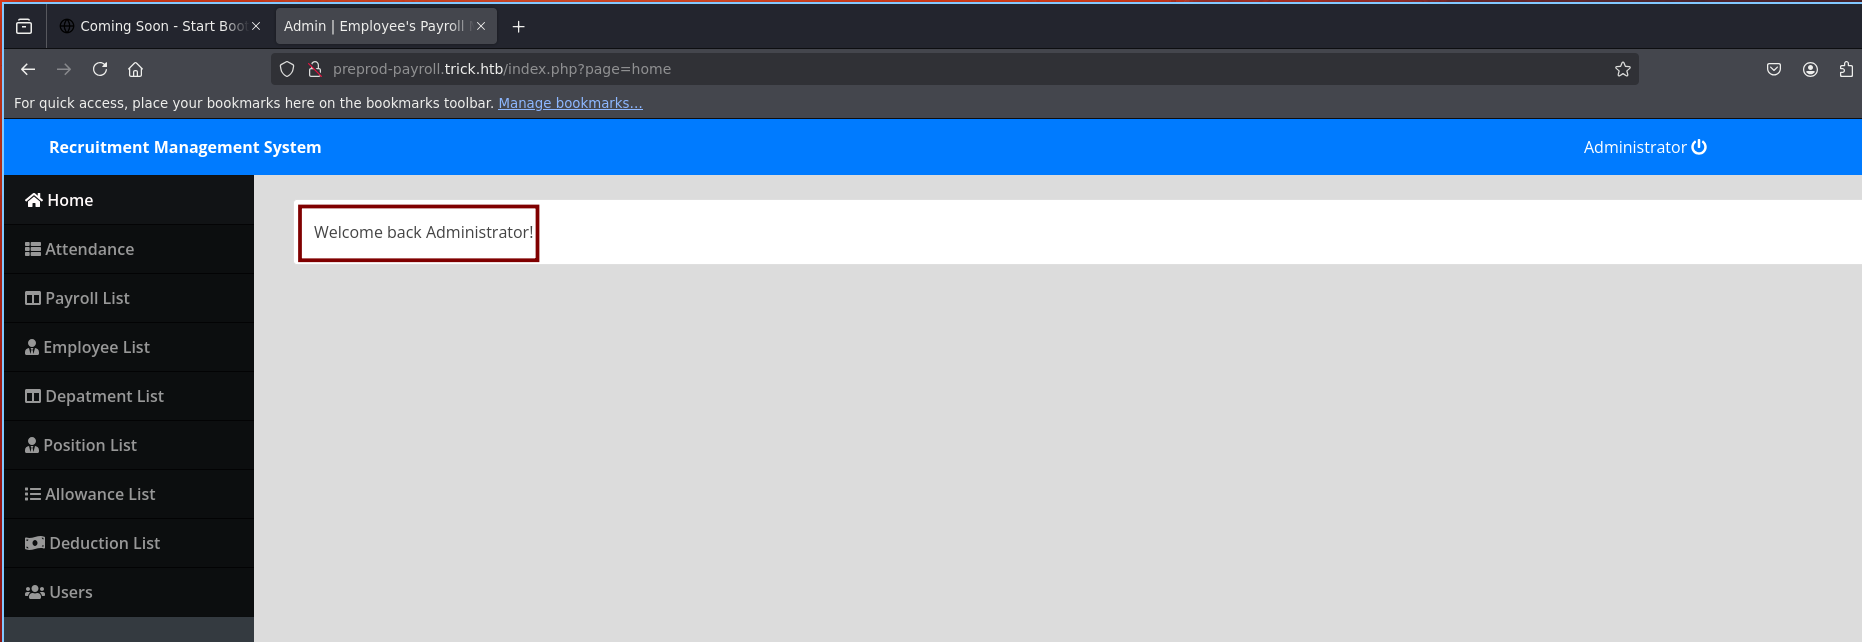 Coming Soon - Start Boo
Admin | Employee's Payroll
preprod-payroll.trick.htb/index.php?page=home
For quick access, place your bookmarks here on the bookmarks toolbar. Manage bookmarks...
Recruitment Management System
Administrator
Home
Welcome back Administrator!
Attendance
Payroll List
Employee List
Depatment List
Position List
Allowance List
Deduction List
Users